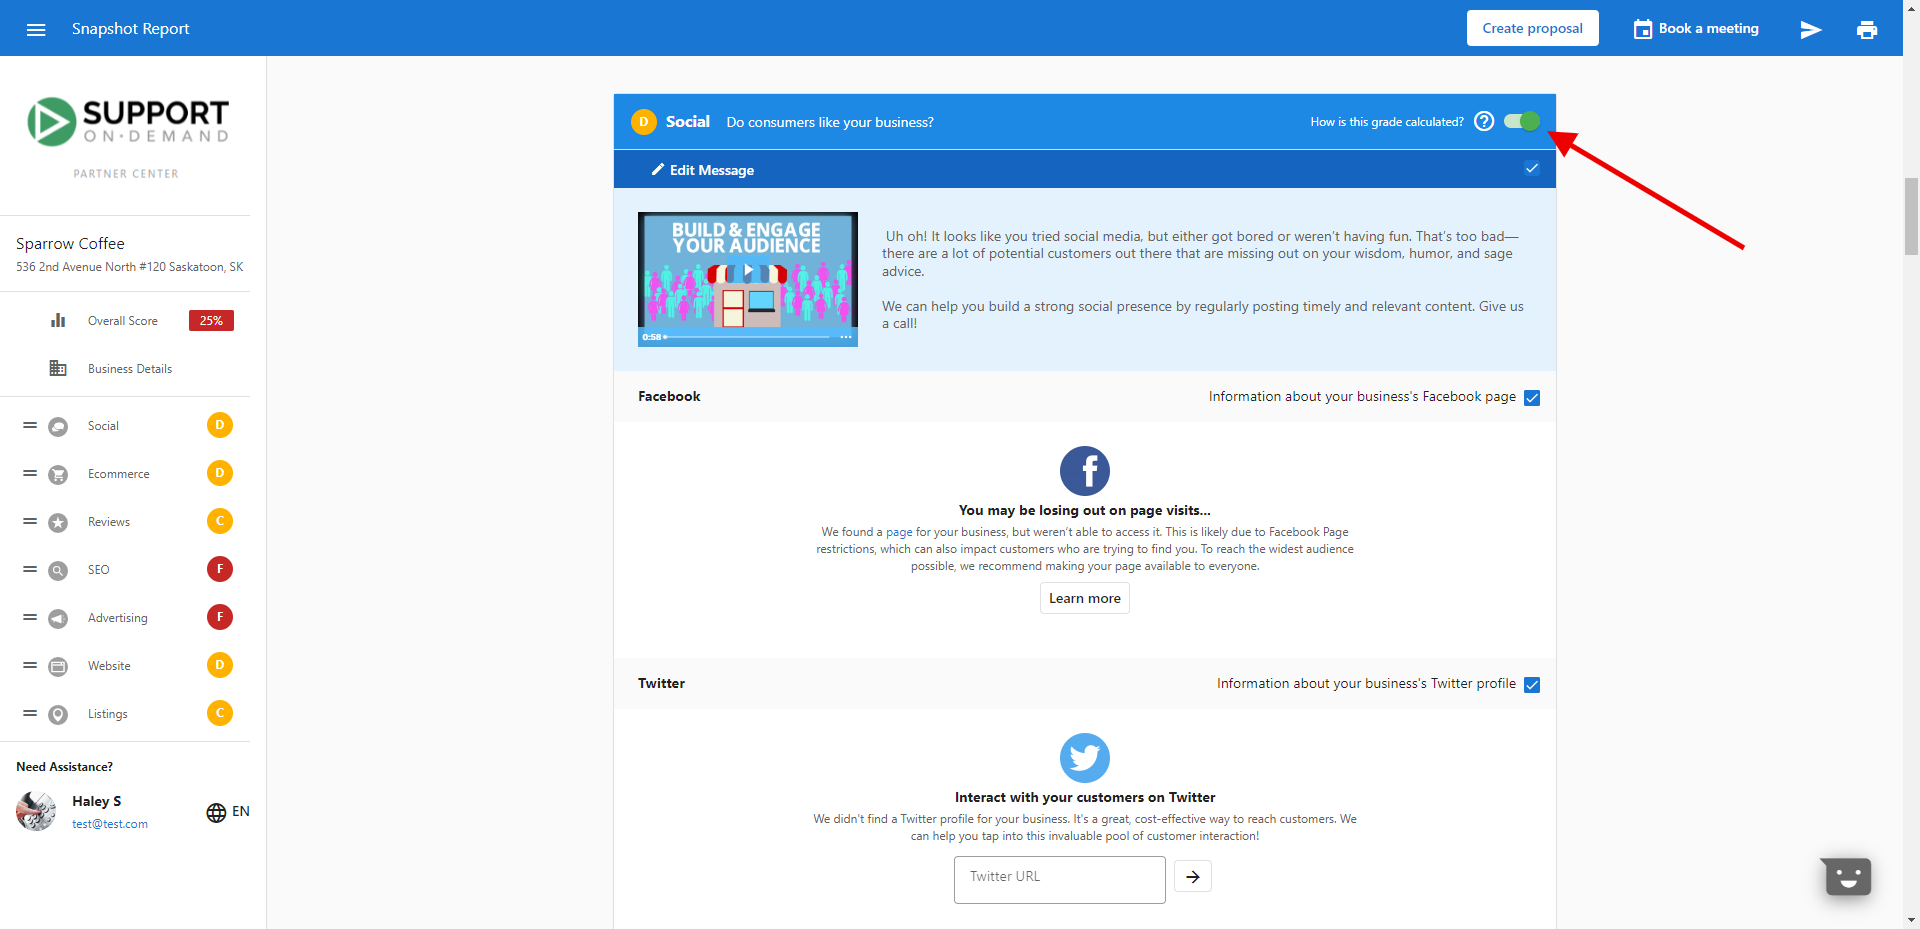 Snapshot Report
Create proposal
Book a meeting
SUPPORT
ON·DEMAND
PARTNER CENTER
Sparrow Coffee
536 2nd Avenue North #120 Saskatoon, SK
Overall Score 25%
Business Details
Social D
Ecommerce D
Reviews C
SEO F
Advertising F
Website D
Listings C
Need Assistance?
Haley S
test@test.com
EN
D Social Do consumers like your business? How is this grade calculated?
Edit Message
BUILD & ENGAGE
YOUR AUDIENCE
0:58
Uh oh! It looks like you tried social media, but either got bored or weren't having fun. That's too bad—
there are a lot of potential customers out there that are missing out on your wisdom, humor, and sage
advice.
We can help you build a strong social presence by regularly posting timely and relevant content. Give us
a call!
Facebook Information about your business's Facebook page
You may be losing out on page visits...
We found a page for your business, but weren't able to access it. This is likely due to Facebook Page
restrictions, which can also impact customers who are trying to find you. To reach the widest audience
possible, we recommend making your page available to everyone.
Learn more
Twitter Information about your business's Twitter profile
Interact with your customers on Twitter
We didn't find a Twitter profile for your business. It's a great, cost-effective way to reach customers. We
can help you tap into this invaluable pool of customer interaction!
Twitter URL